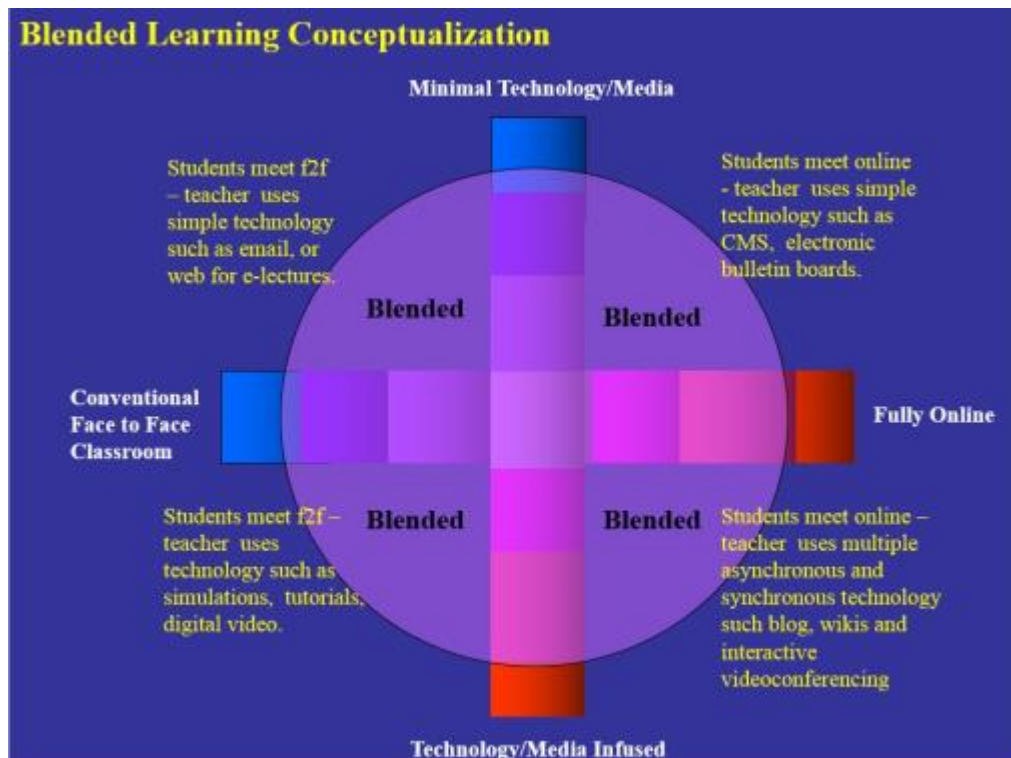 Blended Learning Conceptualization
Minimal Technology/Media
Students meet f2f
– teacher uses
simple technology
such as email, or
web for e-lectures.
Students meet online
- teacher uses simple
technology such as
CMS, electronic
bulletin boards.
Blended
Blended
Conventional
Face to Face
Classroom
Fully Online
Students meet f2f –
teacher uses
technology such as
simulations, tutorials,
digital video.
Blended
Blended
Students meet online –
teacher uses multiple
asynchronous and
synchronous technology
such blog, wikis and
interactive
videoconferencing
Technology/Media Infused